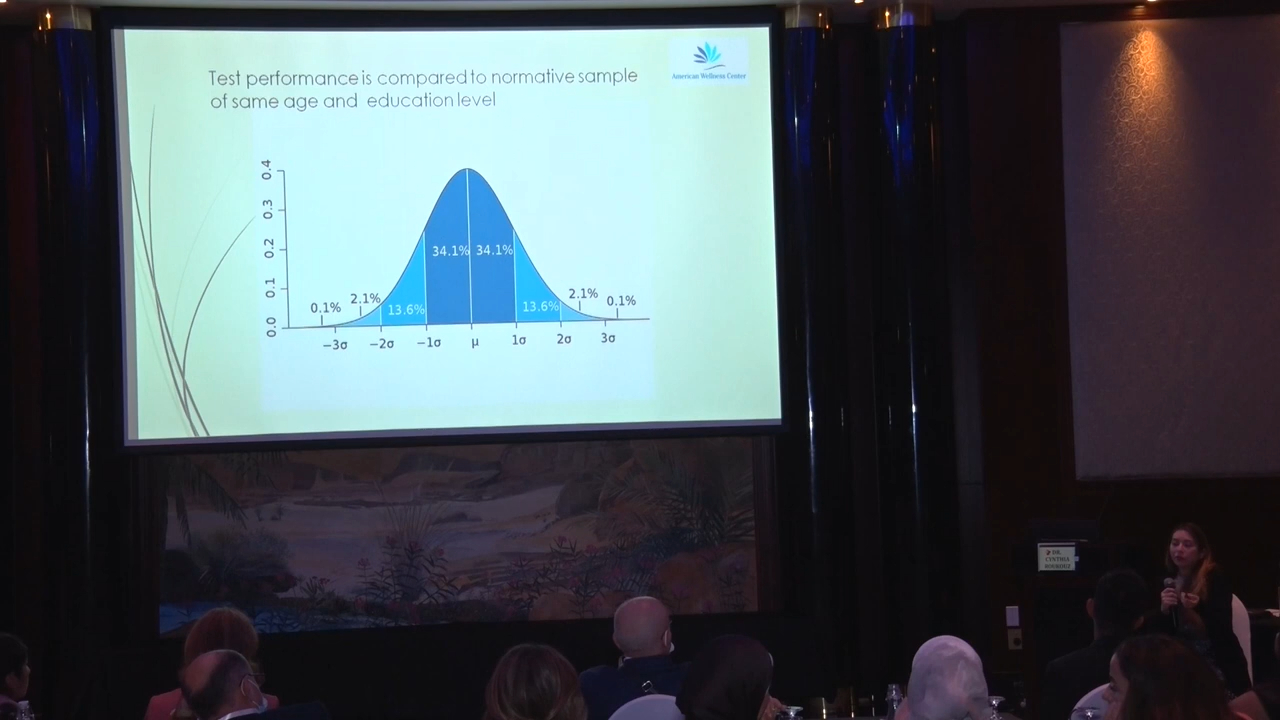 Test performance is compared to normative sample
of same age and education level
American Wellness Center
0.4
0.3
0.2
0.1
0.0
34.1% 34.1%
0.1% 2.1% 13.6% 13.6% 2.1% 0.1%
−3σ −2σ −1σ μ 1σ 2σ 3σ
DR.
CYNTHIA